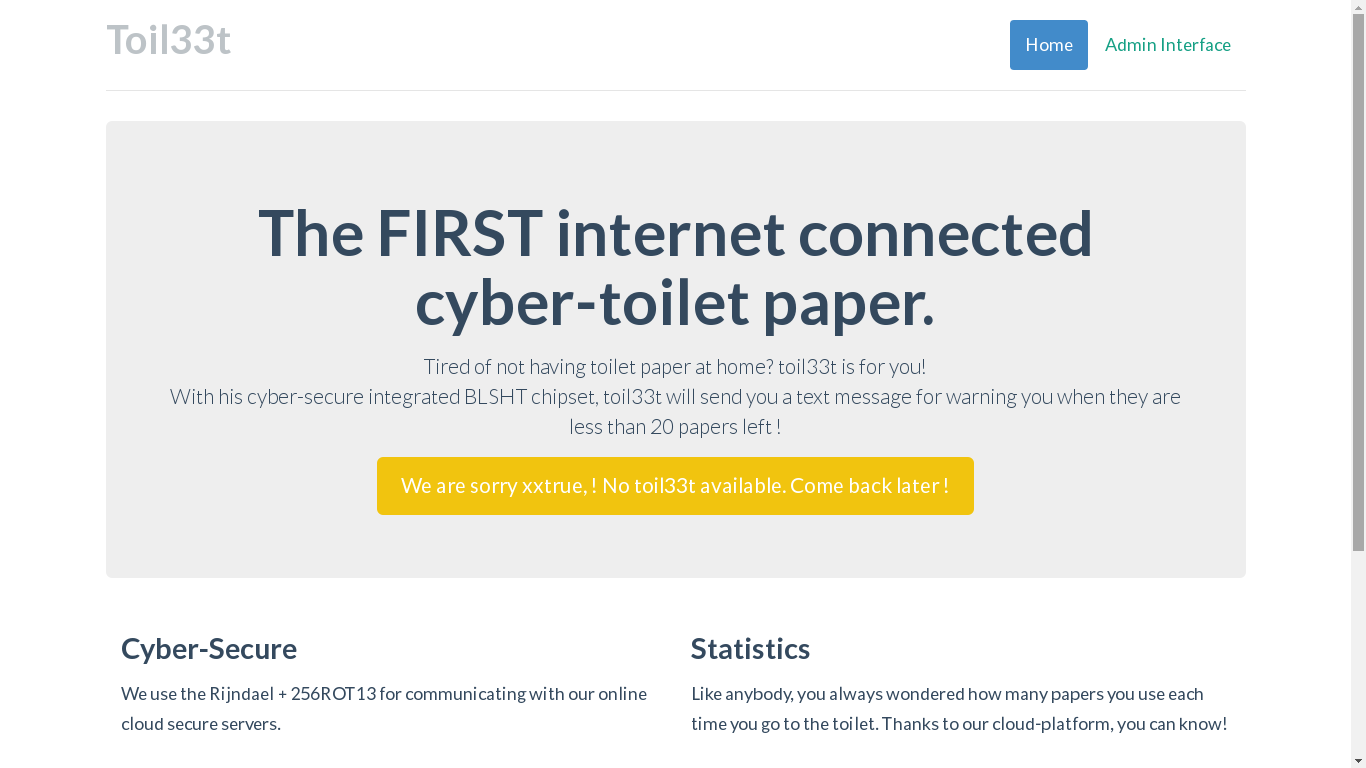 Toil33t
Home
Admin Interface
The FIRST internet connected
cyber-toilet paper.
Tired of not having toilet paper at home? toil33t is for you!
With his cyber-secure integrated BLSHT chipset, toil33t will send you a text message for warning you when they are
less than 20 papers left !
We are sorry xxtrue, ! No toil33t available. Come back later !
Cyber-Secure
We use the Rijndael + 256ROT13 for communicating with our online
cloud secure servers.
Statistics
Like anybody, you always wondered how many papers you use each
time you go to the toilet. Thanks to our cloud-platform, you can know!